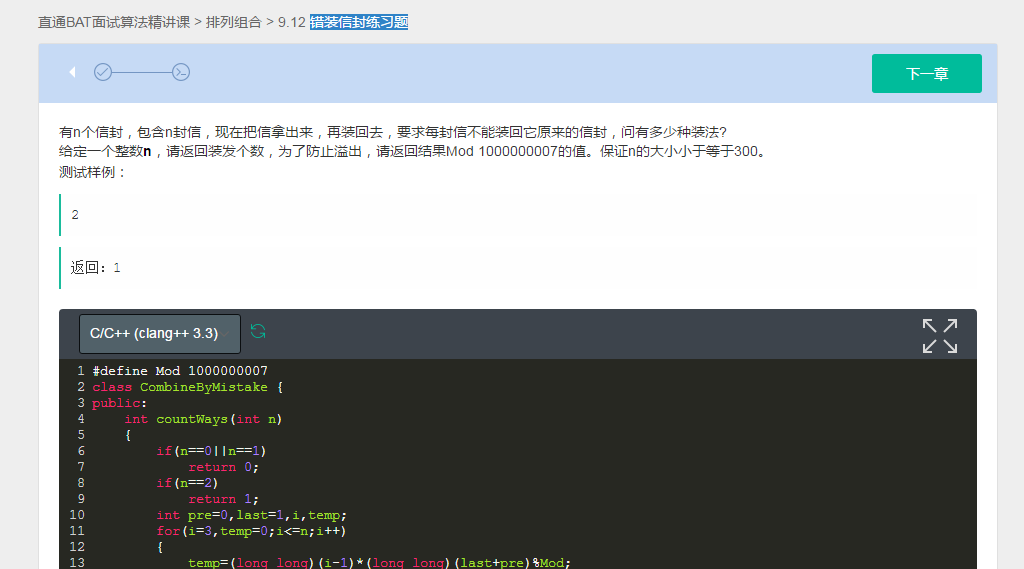 直通BAT面试算法精讲课 > 排列组合 > 9.12 错装信封练习题
下一章
有n个信封，包含n封信，现在把信拿出来，再装回去，要求每封信不能装回它原来的信封，问有多少种装法?
给定一个整数n，请返回装发个数，为了防止溢出，请返回结果Mod 1000000007的值。保证n的大小小于等于300。
测试样例：
2
返回：1
C/C++ (clang++ 3.3)
1 #define Mod 1000000007
2 class CombineByMistake {
3 public:
4 int countWays(int n)
5 {
6 if(n==0||n==1)
7 return 0;
8 if(n==2)
9 return 1;
10 int pre=0,last=1,i,temp;
11 for(i=3,temp=0;i<=n;i++)
12 {
13 temp=(long long)(i-1)*(long long)(last+pre)%Mod;